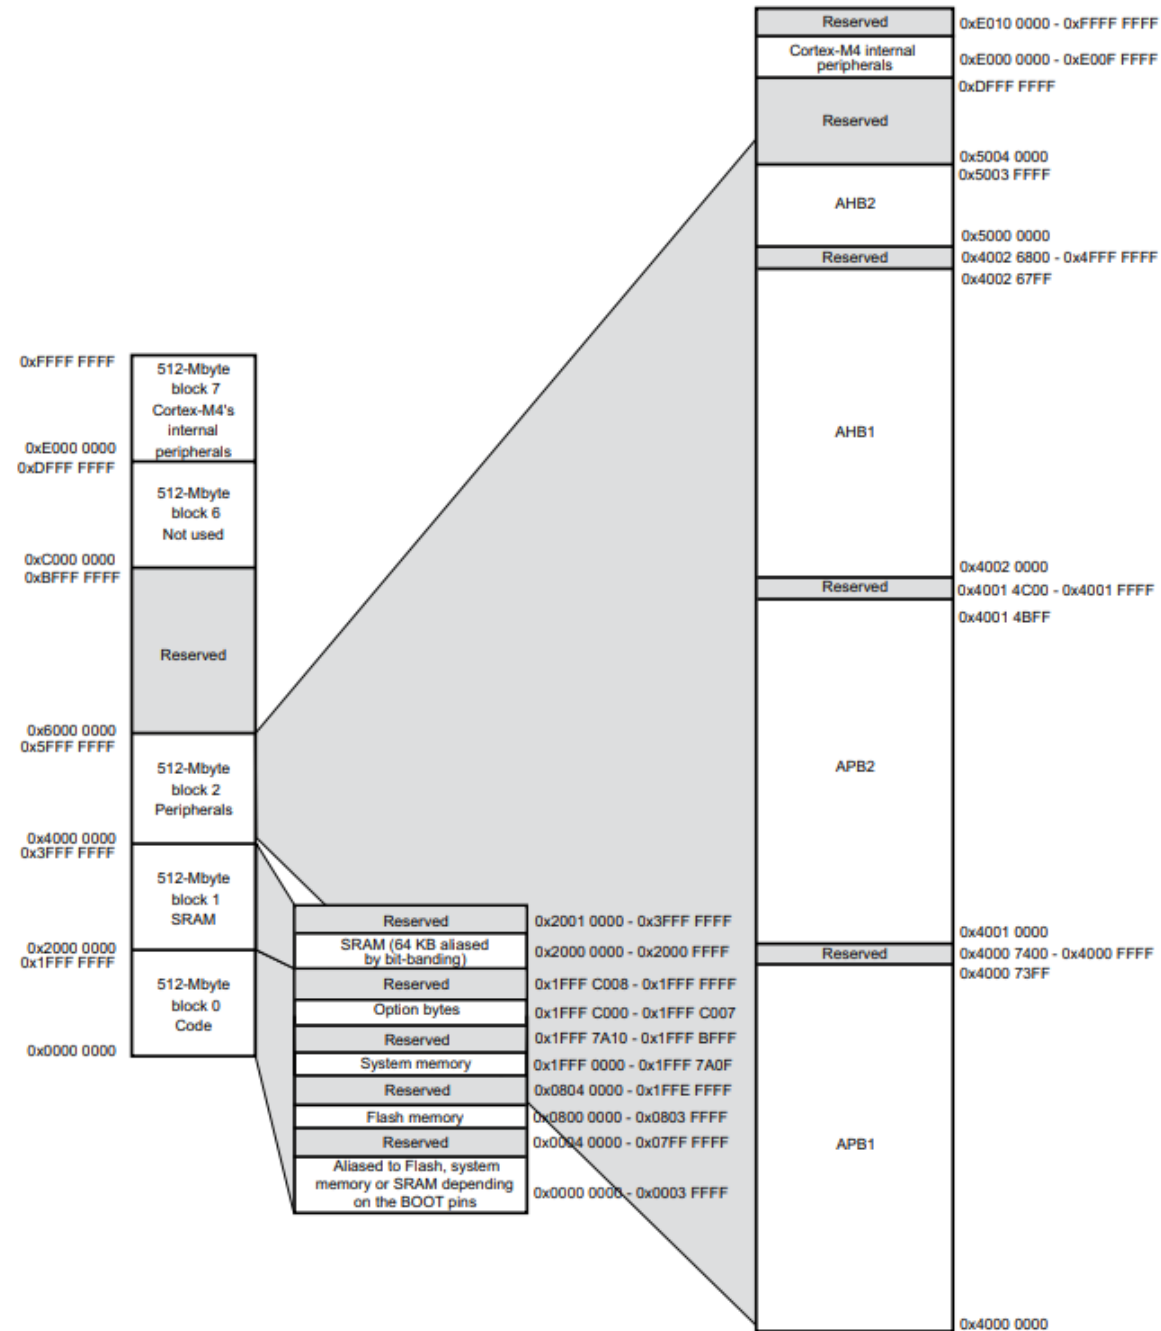 0xFFFF FFFF
512-Mbyte
block 7
Cortex-M4's
internal
peripherals
0xE000 0000
0xDFFF FFFF
512-Mbyte
block 6
Not used
0xC000 0000
0xBFFF FFFF
Reserved
0x6000 0000
0x5FFF FFFF
512-Mbyte
block 2
Peripherals
0x4000 0000
0x3FFF FFFF
512-Mbyte
block 1
SRAM
0x2000 0000
0x1FFF FFFF
512-Mbyte
block 0
Code
0x0000 0000
Reserved 0x2001 0000 - 0x3FFF FFFF
SRAM (64 KB aliased
by bit-banding) 0x2000 0000 - 0x2000 FFFF
Reserved 0x1FFF C008 - 0x1FFF FFFF
Option bytes 0x1FFF C000 - 0x1FFF C007
Reserved 0x1FFF 7A10 - 0x1FFF BFFF
System memory 0x1FFF 0000 - 0x1FFF 7A0F
Reserved 0x0804 0000 - 0x1FFE FFFF
Flash memory 0x0800 0000 - 0x0803 FFFF
Reserved 0x0004 0000 - 0x07FF FFFF
Aliased to Flash, system
memory or SRAM depending
on the BOOT pins 0x0000 0000 - 0x0003 FFFF
Reserved 0xE010 0000 - 0xFFFF FFFF
Cortex-M4 internal
peripherals 0xE000 0000 - 0xE00F FFFF
0xDFFF FFFF
Reserved
0x5004 0000
0x5003 FFFF
AHB2
0x5000 0000
Reserved 0x4002 6800 - 0x4FFF FFFF
0x4002 67FF
AHB1
0x4002 0000
Reserved 0x4001 4C00 - 0x4001 FFFF
0x4001 4BFF
APB2
0x4001 0000
Reserved 0x4000 7400 - 0x4000 FFFF
0x4000 73FF
APB1
0x4000 0000